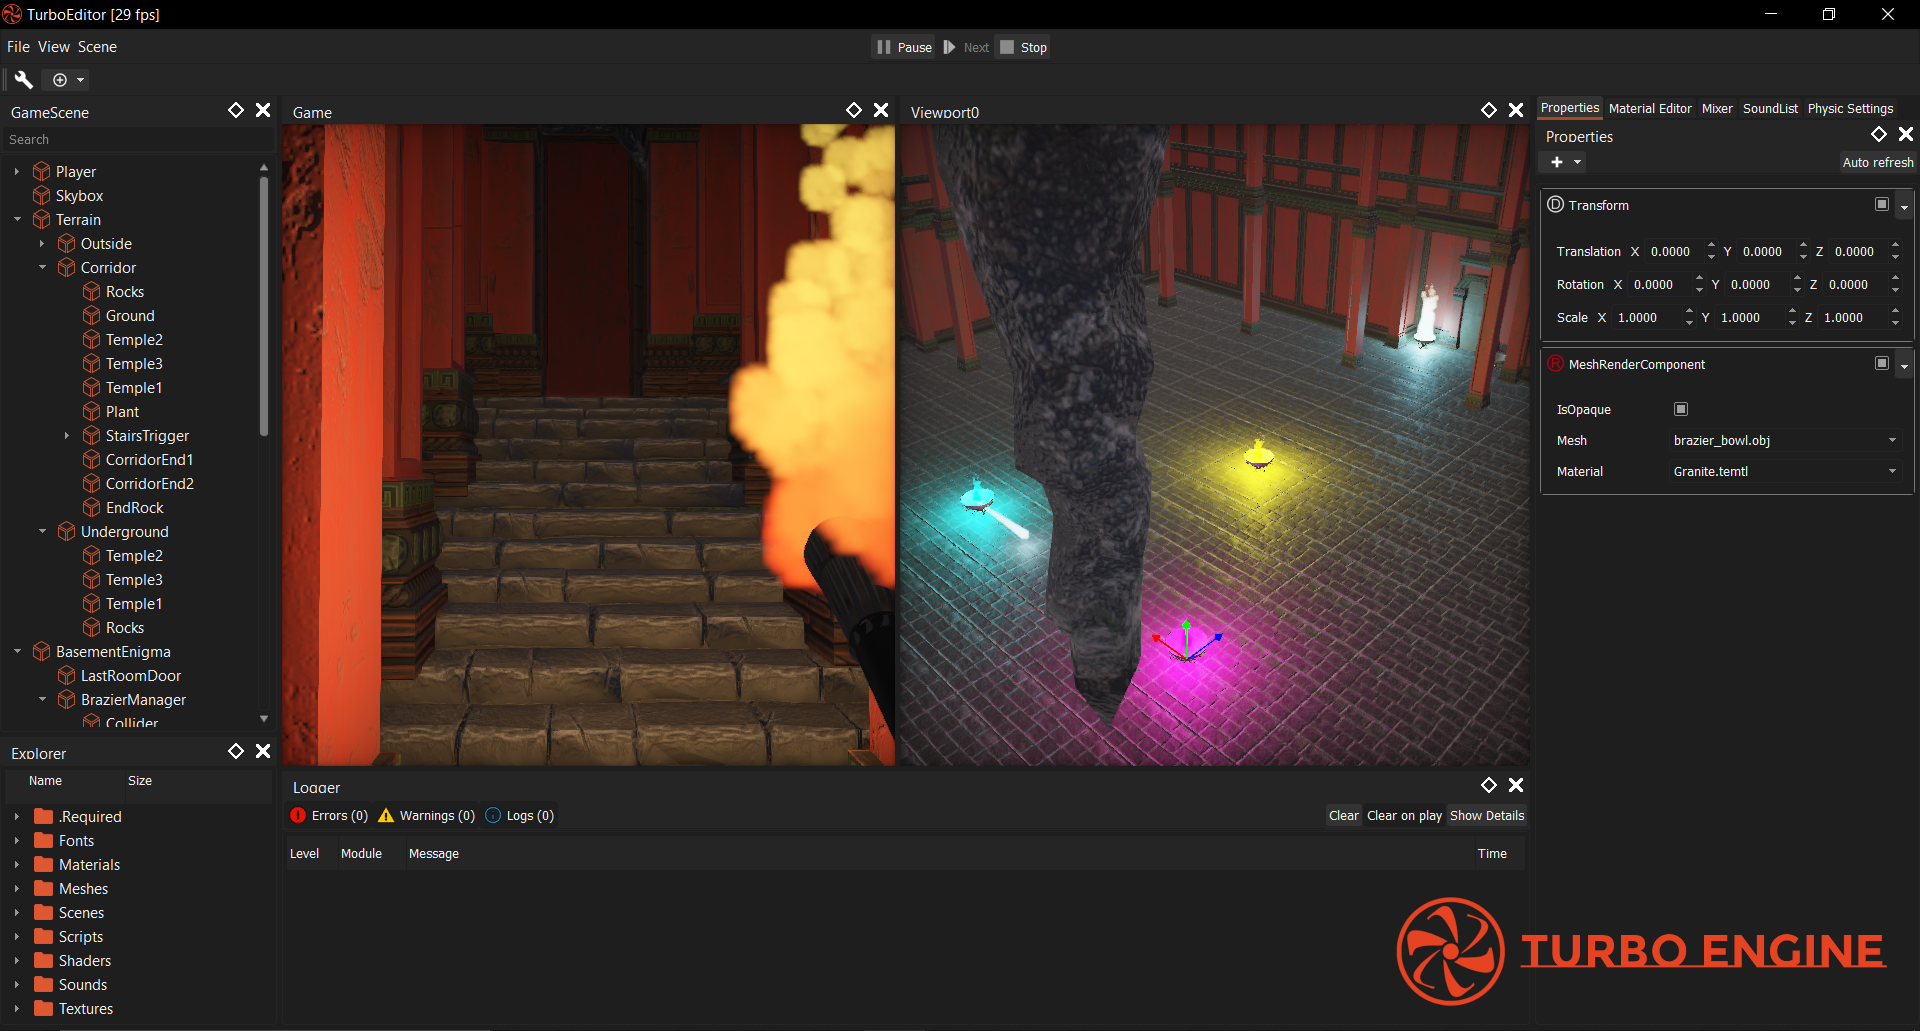 TurboEditor [29 fps]
File View Scene
Pause Next Stop
GameScene
Search
Player
Skybox
Terrain
Outside
Corridor
Rocks
Ground
Temple2
Temple3
Temple1
Plant
StairsTrigger
CorridorEnd1
CorridorEnd2
EndRock
Underground
Temple2
Temple3
Temple1
Rocks
BasementEnigma
LastRoomDoor
BrazierManager
Collider
Explorer
Name Size
.Required
Fonts
Materials
Meshes
Scenes
Scripts
Shaders
Sounds
Textures
Game
Viewport0
Logger
Errors (0) Warnings (0) Logs (0)
Clear Clear on play Show Details
Level Module Message Time
Properties Material Editor Mixer SoundList Physic Settings
Properties
Auto refresh
D Transform
Translation X 0.0000 Y 0.0000 Z 0.0000
Rotation X 0.0000 Y 0.0000 Z 0.0000
Scale X 1.0000 Y 1.0000 Z 1.0000
R MeshRenderComponent
IsOpaque
Mesh brazier_bowl.obj
Material Granite.temtl
TURBO ENGINE